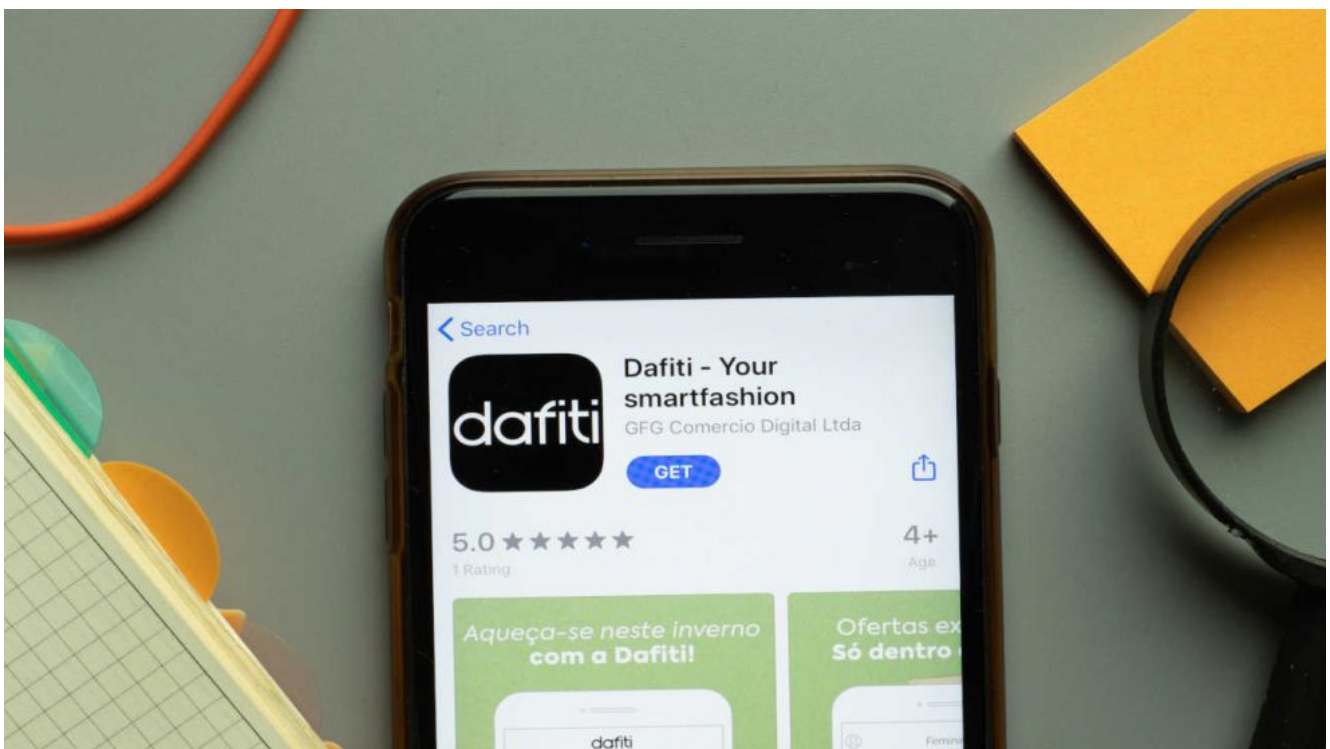 Search
dafiti
Dafiti - Your
smartfashion
GFG Comercio Digital Ltda
GET
5.0
4+
1 Rating
Age
Aqueça-se neste inverno
com a Dafiti!
Ofertas
Só dentro
dafiti